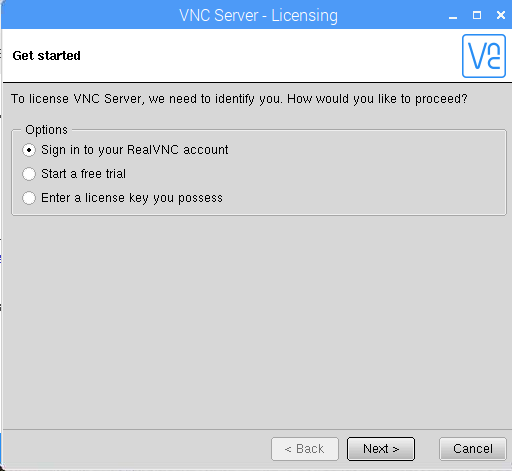 VNC Server - Licensing
Get started
VNC
To license VNC Server, we need to identify you. How would you like to proceed?
Options
Sign in to your RealVNC account
Start a free trial
Enter a license key you possess
< Back
Next >
Cancel